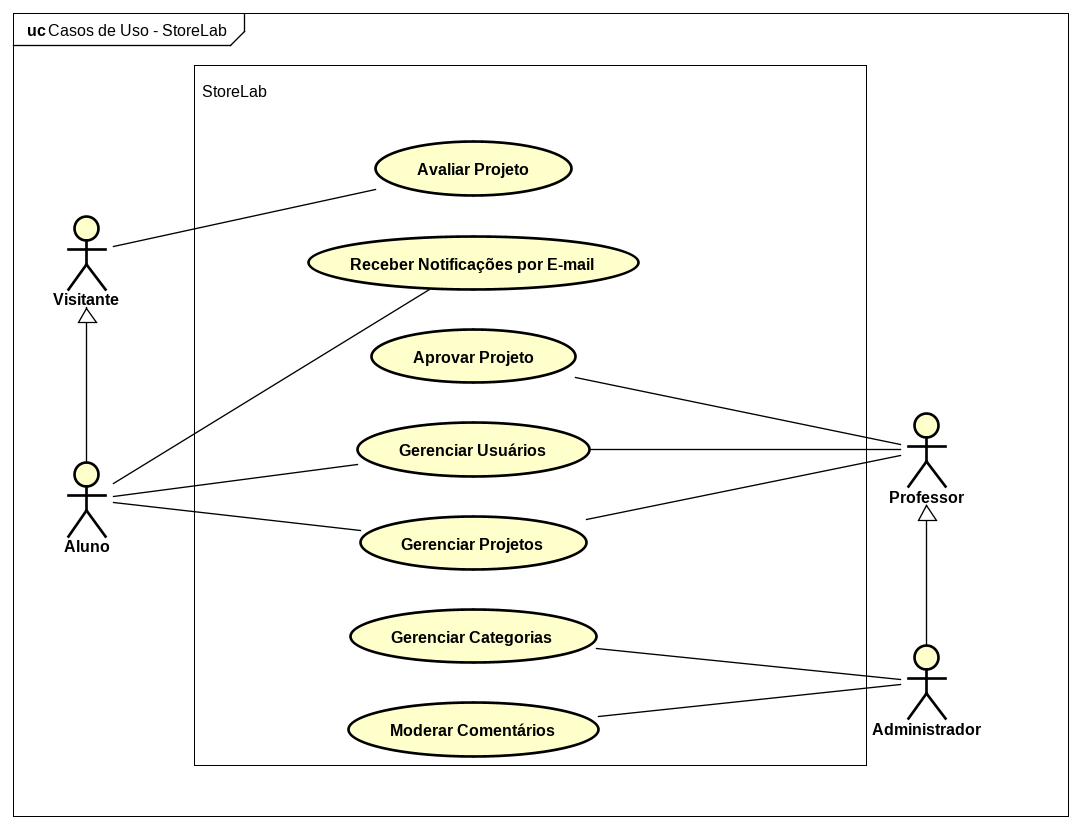 uc Casos de Uso - StoreLab
StoreLab
Avaliar Projeto
Receber Notificações por E-mail
Visitante
Aprovar Projeto
Gerenciar Usuários
Professor
Gerenciar Projetos
Aluno
Gerenciar Categorias
Moderar Comentários
Administrador